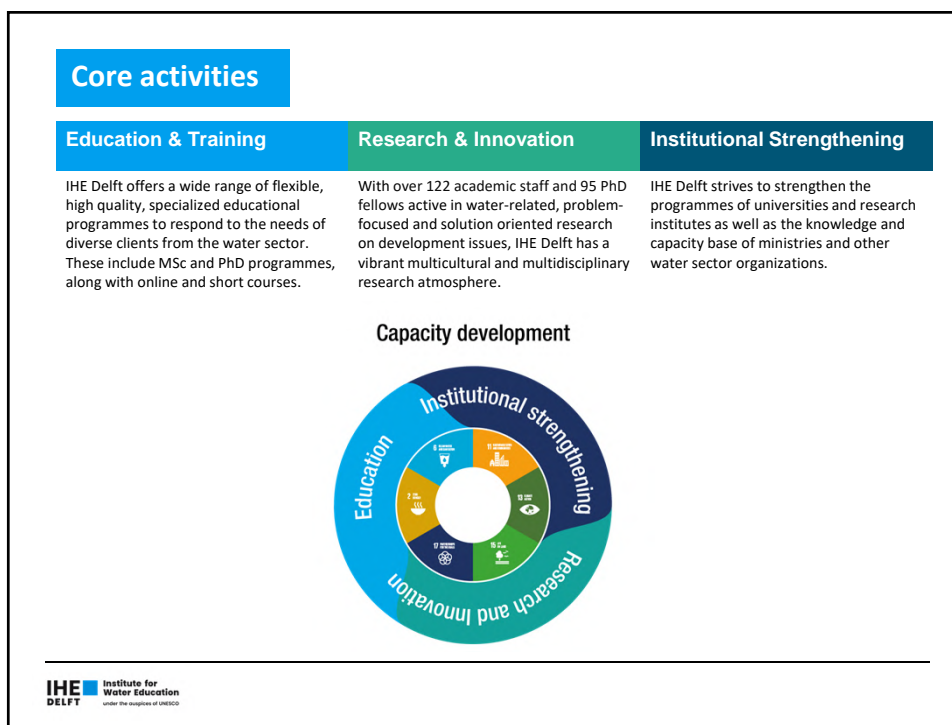 Core activities
Education & Training
IHE Delft offers a wide range of flexible,
high quality, specialized educational
programmes to respond to the needs of
diverse clients from the water sector.
These include MSc and PhD programmes,
along with online and short courses.
Research & Innovation
With over 122 academic staff and 95 PhD
fellows active in water-related, problem-
focused and solution oriented research
on development issues, IHE Delft has a
vibrant multicultural and multidisciplinary
research atmosphere.
Institutional Strengthening
IHE Delft strives to strengthen the
programmes of universities and research
institutes as well as the knowledge and
capacity base of ministries and other
water sector organizations.
Capacity development
Institutional strengthening
Education
Research and Innovation
6
11
2
13
17
15
IHE
DELFT
Institute for
Water Education
under the auspices of UNESCO